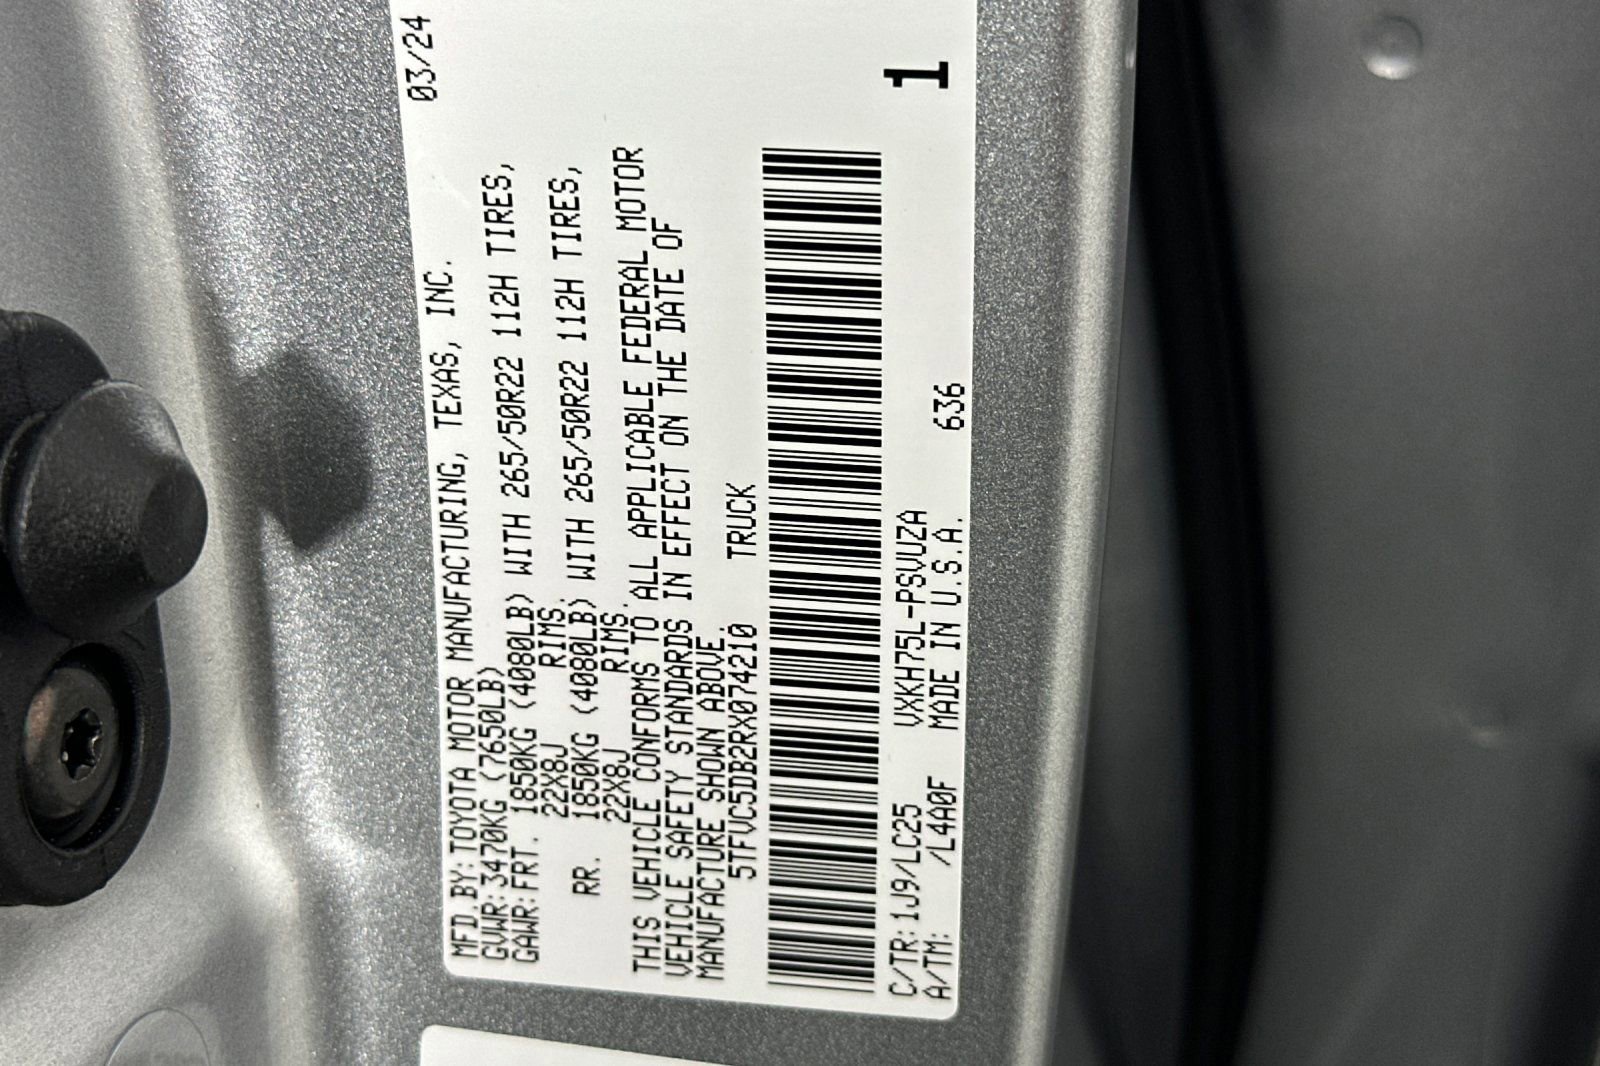 MFD.BY:TOYOTA MOTOR MANUFACTURING, TEXAS, INC. 03/24
GVWR:3470KG (7650LB)
GAWR:FRT. 1850KG (4080LB) WITH 265/50R22 112H TIRES,
22X8J RIMS.
RR. 1850KG (4080LB) WITH 265/50R22 112H TIRES,
22X8J RIMS.
THIS VEHICLE CONFORMS TO ALL APPLICABLE FEDERAL MOTOR
VEHICLE SAFETY STANDARDS IN EFFECT ON THE DATE OF
MANUFACTURE SHOWN ABOVE.
5TFVC5DB2RX074210 TRUCK
C/TR:1J9/LC25 VXKH75L-PSVUZA 1
A/TM: /L4A0F MADE IN U.S.A. 636